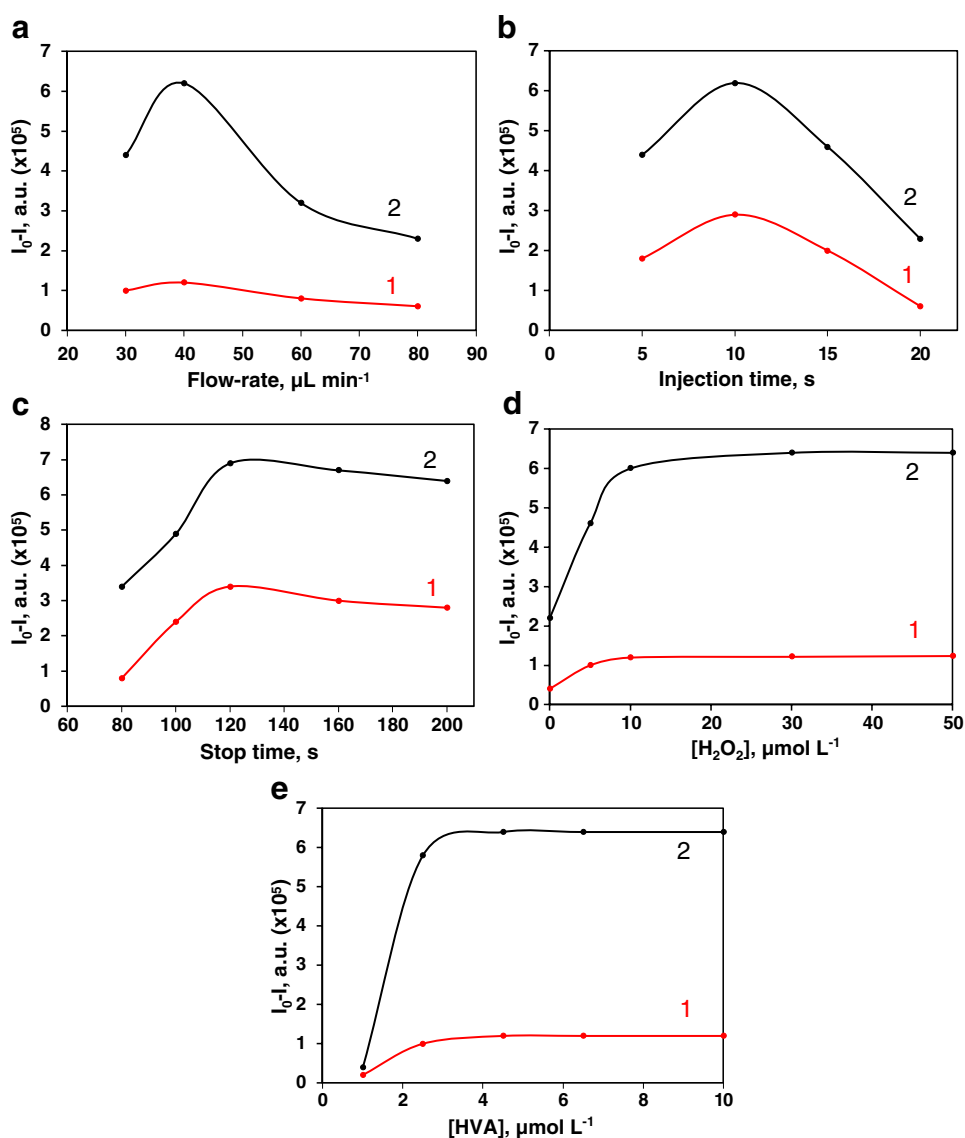 a
I₀-I, a.u. (x10⁵)
7
6
5
4
3
2
1
0
2
1
20 30 40 50 60 70 80 90
Flow-rate, µL min⁻¹
b
I₀-I, a.u. (x10⁵)
7
6
5
4
3
2
1
0
2
1
0 5 10 15 20
Injection time, s
c
I₀-I, a.u. (x10⁵)
8
7
6
5
4
3
2
1
0
2
1
60 80 100 120 140 160 180 200
Stop time, s
d
I₀-I, a.u. (x10⁵)
7
6
5
4
3
2
1
0
2
1
0 10 20 30 40 50
[H₂O₂], µmol L⁻¹
e
I₀-I, a.u. (x10⁵)
7
6
5
4
3
2
1
0
2
1
0 2 4 6 8 10
[HVA], µmol L⁻¹